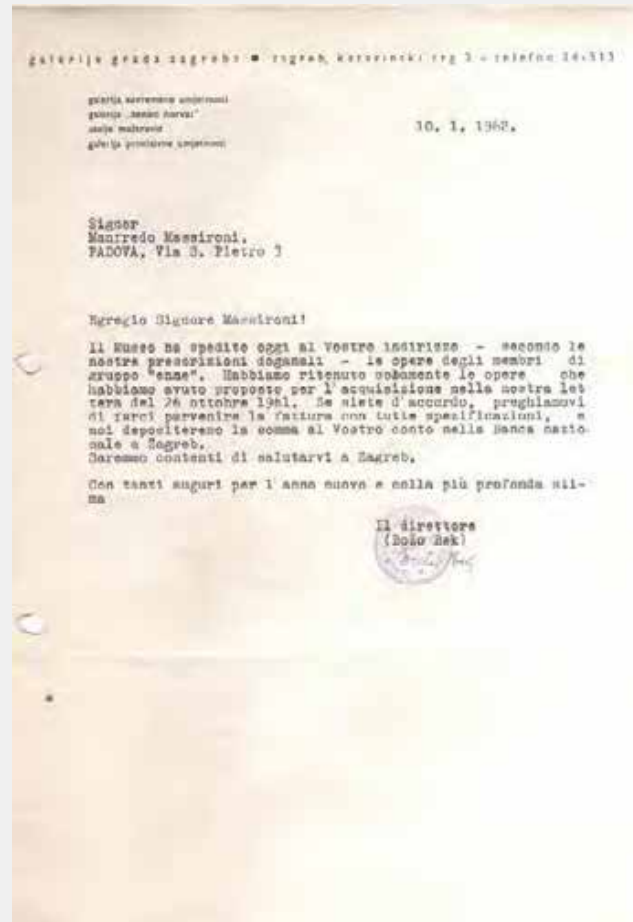 galerije grada zagreba ■ zagreb, katarinski trg 2 - telefon 24-313
galerija suvremene umjetnosti
galerija „benko horvat“
atelje meštrović
galerija primitivne umjetnosti
10. 1. 1962.
Signor
Manfredo Massironi,
PADOVA, Via S. Pietro 3
Egregio Signore Massironi!
Il Museo ha spedito oggi al Vostro indirizzo - secondo le
nostre prescrizioni doganali - le opere degli membri di
gruppo "enne". Habbiamo ritenuto solamente le opere che
habbiamo avuto proposto per l'acquisizione nella nostra let
tera del 26 ottobre 1961. Se siete d'accordo, preghiamovi
di farci pervenire la fattura con tutte spezifficazioni, e
noi depositeremo la somma al Vostro conto nella Banca nazio-
nale a Zagreb.
Saremmo contenti di salutarvi a Zagreb.
Con tanti auguri per l'anno nuovo e colla più profonda sti-
ma
Il direttore
(Božo Bek)